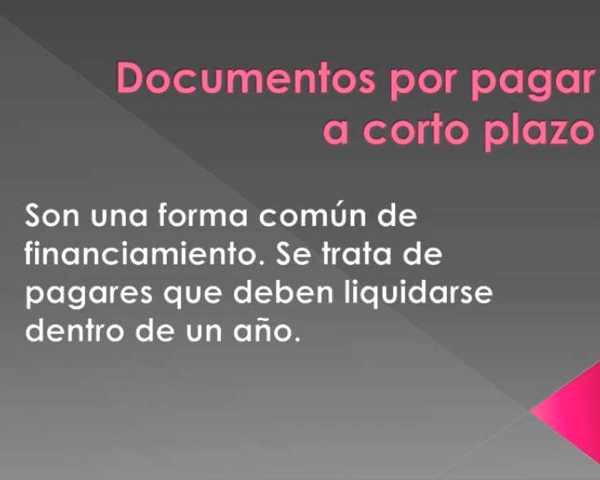 Documentos por pagar
a corto plazo
Son una forma común de
financiamiento. Se trata de
pagares que deben liquidarse
dentro de un año.